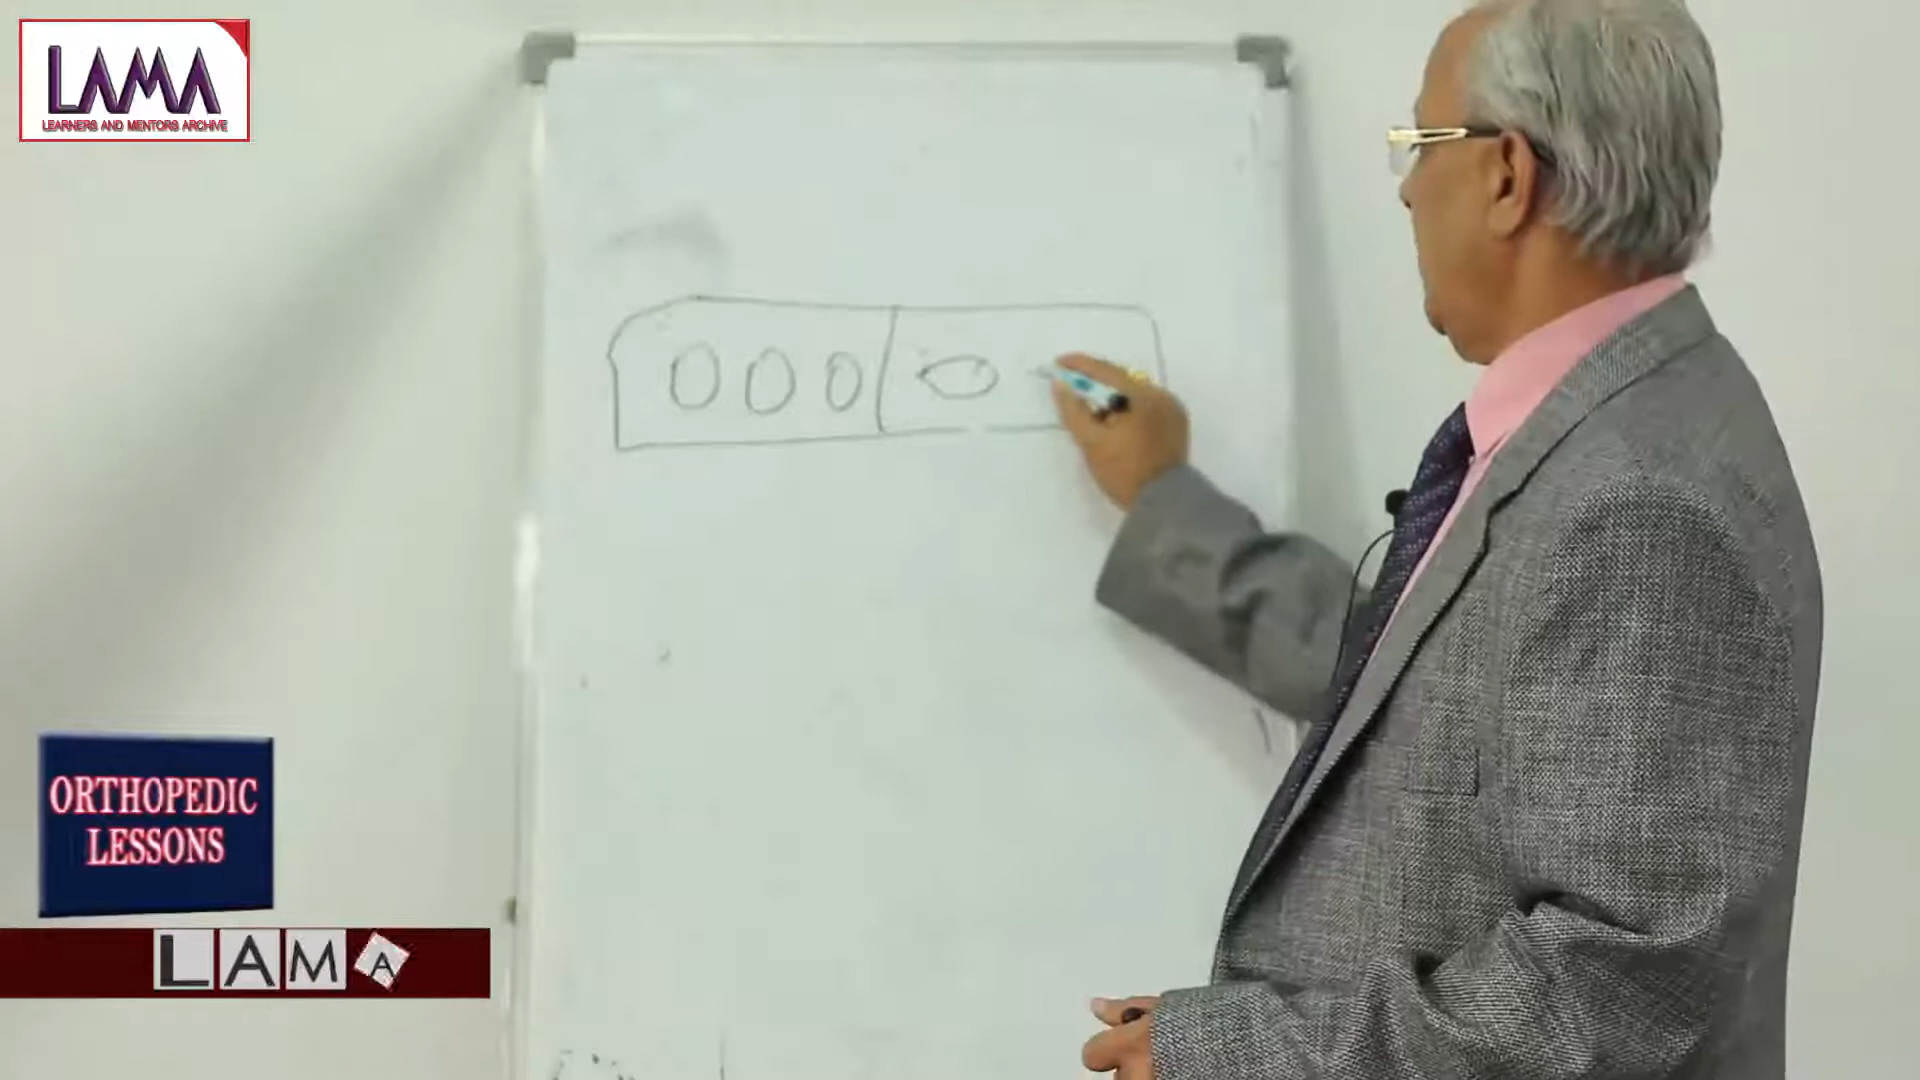 LAMA
LEARNERS AND MENTORS ARCHIVE
ORTHOPEDIC
LESSONS
LAMA